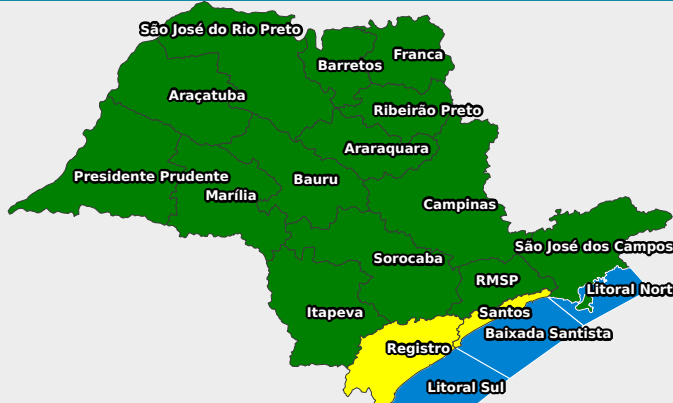 São José do Rio Preto
Franca
Barretos
Araçatuba
Ribeirão Preto
Araraquara
Presidente Prudente
Bauru
Marília
Campinas
São José dos Campos
Sorocaba
RMSP
Litoral Nort
Itapeva
Santos
Baixada Santista
Registro
Litoral Sul